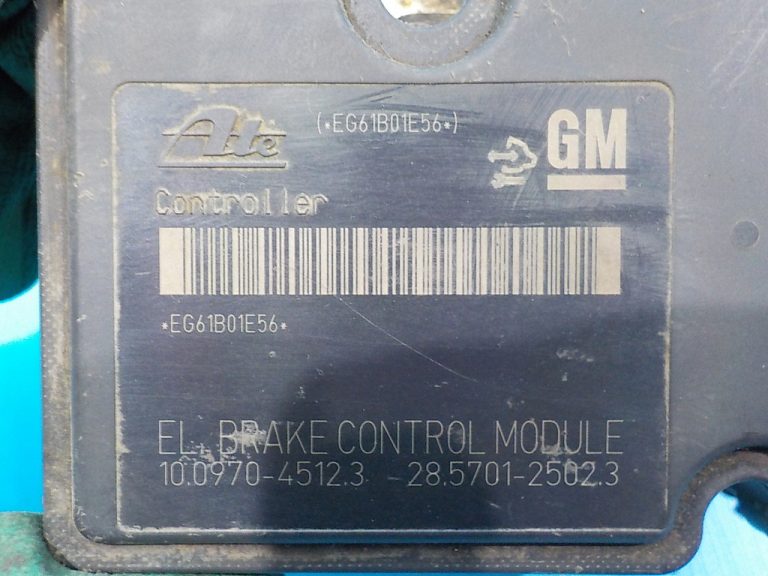 Ate
(*EG61B01E56*)
GM
Controller
*EG61B01E56*
EL. BRAKE CONTROL MODULE
10.0970-4512.3 28.5701-2502.3